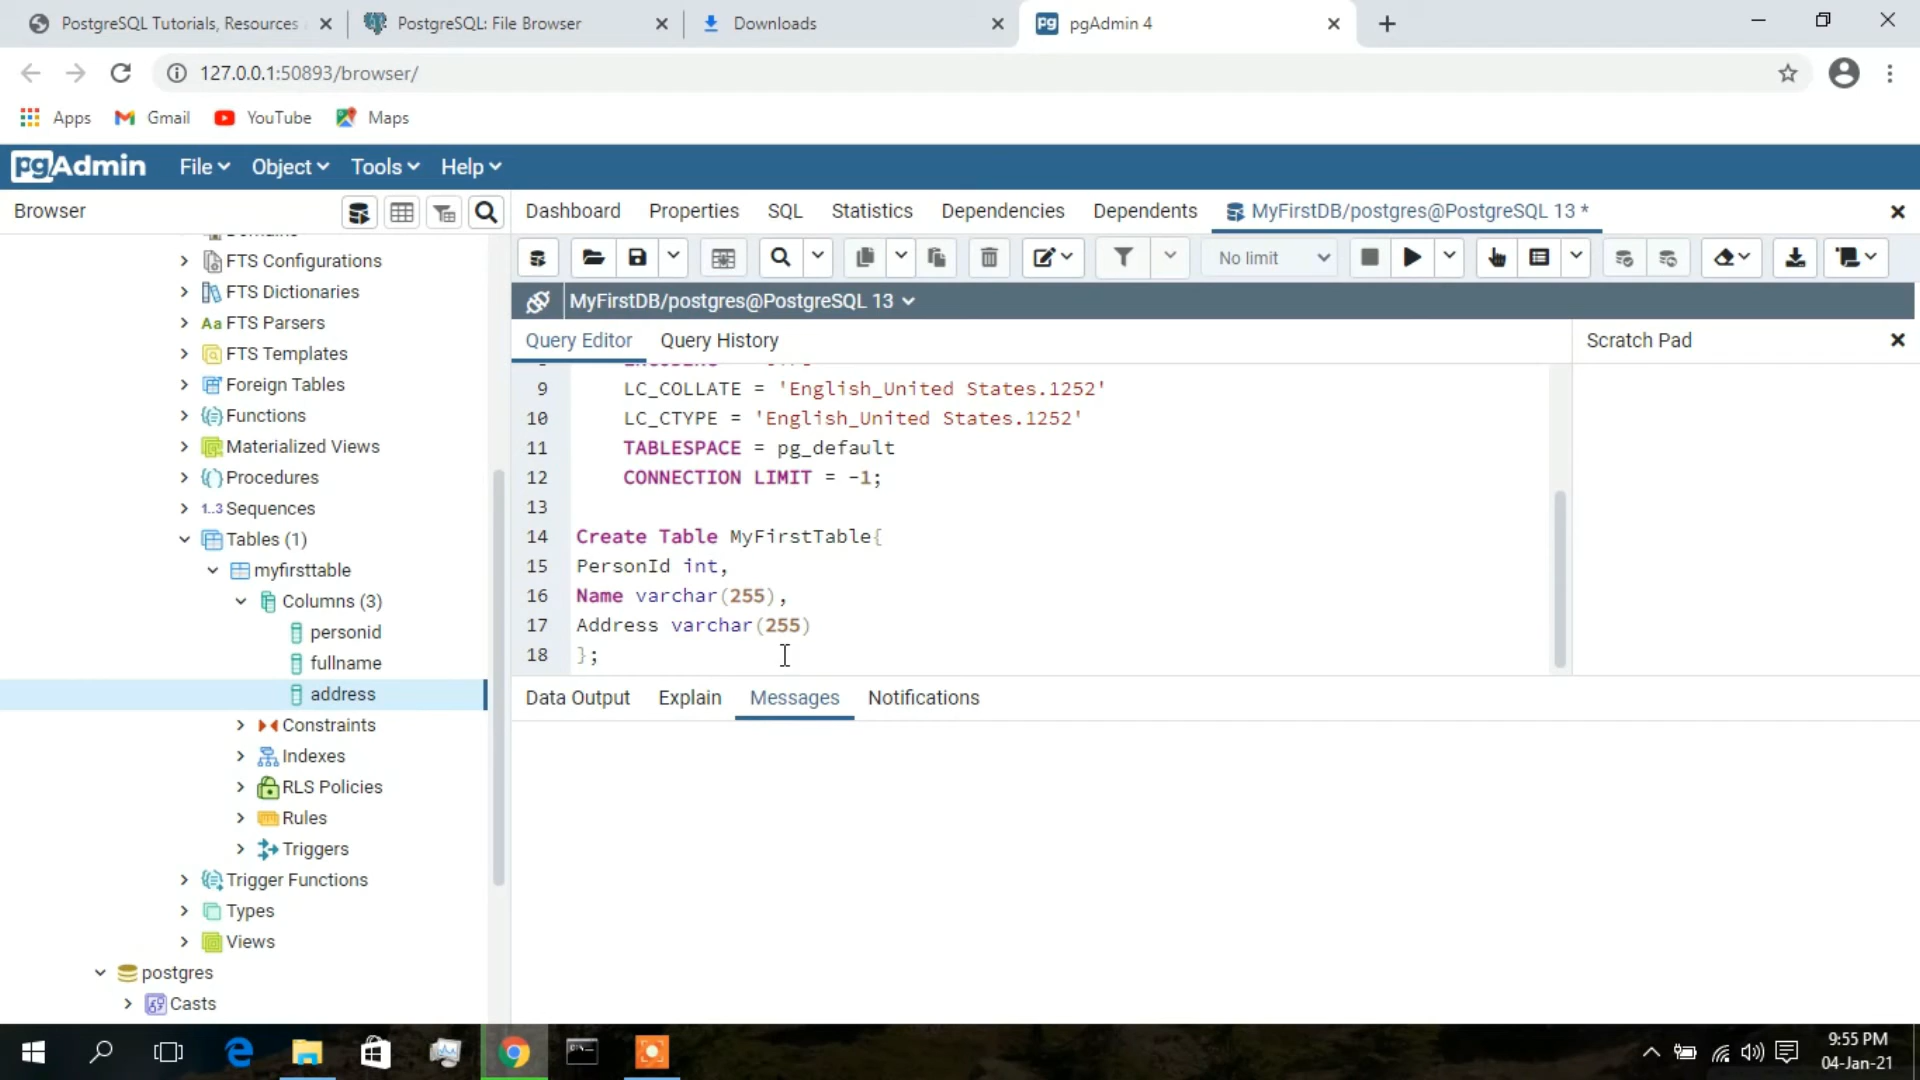 PostgreSQL Tutorials, Resources
PostgreSQL: File Browser
Downloads
pgAdmin 4
127.0.0.1:50893/browser/
Apps
Gmail
YouTube
Maps
pgAdmin
File
Object
Tools
Help
Browser
Dashboard
Properties
SQL
Statistics
Dependencies
Dependents
MyFirstDB/postgres@PostgreSQL 13 *
No limit
MyFirstDB/postgres@PostgreSQL 13
Query Editor
Query History
Scratch Pad
FTS Configurations
FTS Dictionaries
Aa FTS Parsers
FTS Templates
Foreign Tables
Functions
Materialized Views
Procedures
1..3 Sequences
Tables (1)
myfirsttable
Columns (3)
personid
fullname
address
Constraints
Indexes
RLS Policies
Rules
Triggers
Trigger Functions
Types
Views
postgres
Casts
9 LC_COLLATE = 'English_United States.1252'
10 LC_CTYPE = 'English_United States.1252'
11 TABLESPACE = pg_default
12 CONNECTION LIMIT = -1;
13
14 Create Table MyFirstTable{
15 PersonId int,
16 Name varchar(255),
17 Address varchar(255)
18 };
Data Output
Explain
Messages
Notifications
9:55 PM
04-Jan-21